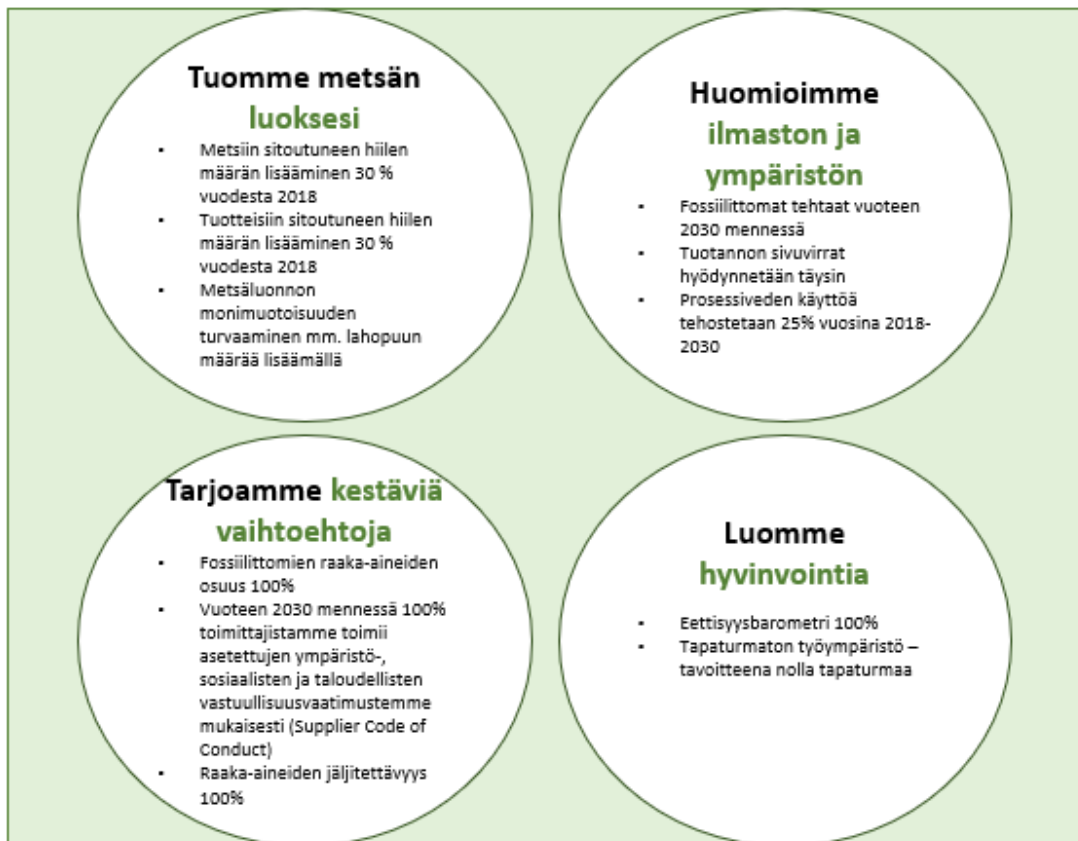 Tuomme metsän
luoksesi
▪ Metsiin sitoutuneen hiilen
määrän lisääminen 30 %
vuodesta 2018
▪ Tuotteisiin sitoutuneen hiilen
määrän lisääminen 30 %
vuodesta 2018
▪ Metsäluonnon
monimuotoisuuden
turvaaminen mm. lahopuun
määrää lisäämällä
Huomioimme
ilmaston ja
ympäristön
▪ Fossiilittomat tehtaat vuoteen
2030 mennessä
▪ Tuotannon sivuvirrat
hyödynnetään täysin
▪ Prosessiveden käyttöä
tehostetaan 25% vuosina 2018-
2030
Tarjoamme kestäviä
vaihtoehtoja
▪ Fossiilittomien raaka-aineiden
osuus 100%
▪ Vuoteen 2030 mennessä 100%
toimittajistamme toimii
asetettujen ympäristö-,
sosiaalisten ja taloudellisten
vastuullisuusvaatimustemme
mukaisesti (Supplier Code of
Conduct)
▪ Raaka-aineiden jäljitettävyys
100%
Luomme
hyvinvointia
▪ Eettisyysbarometri 100%
▪ Tapaturmaton työympäristö –
tavoitteena nolla tapaturmaa